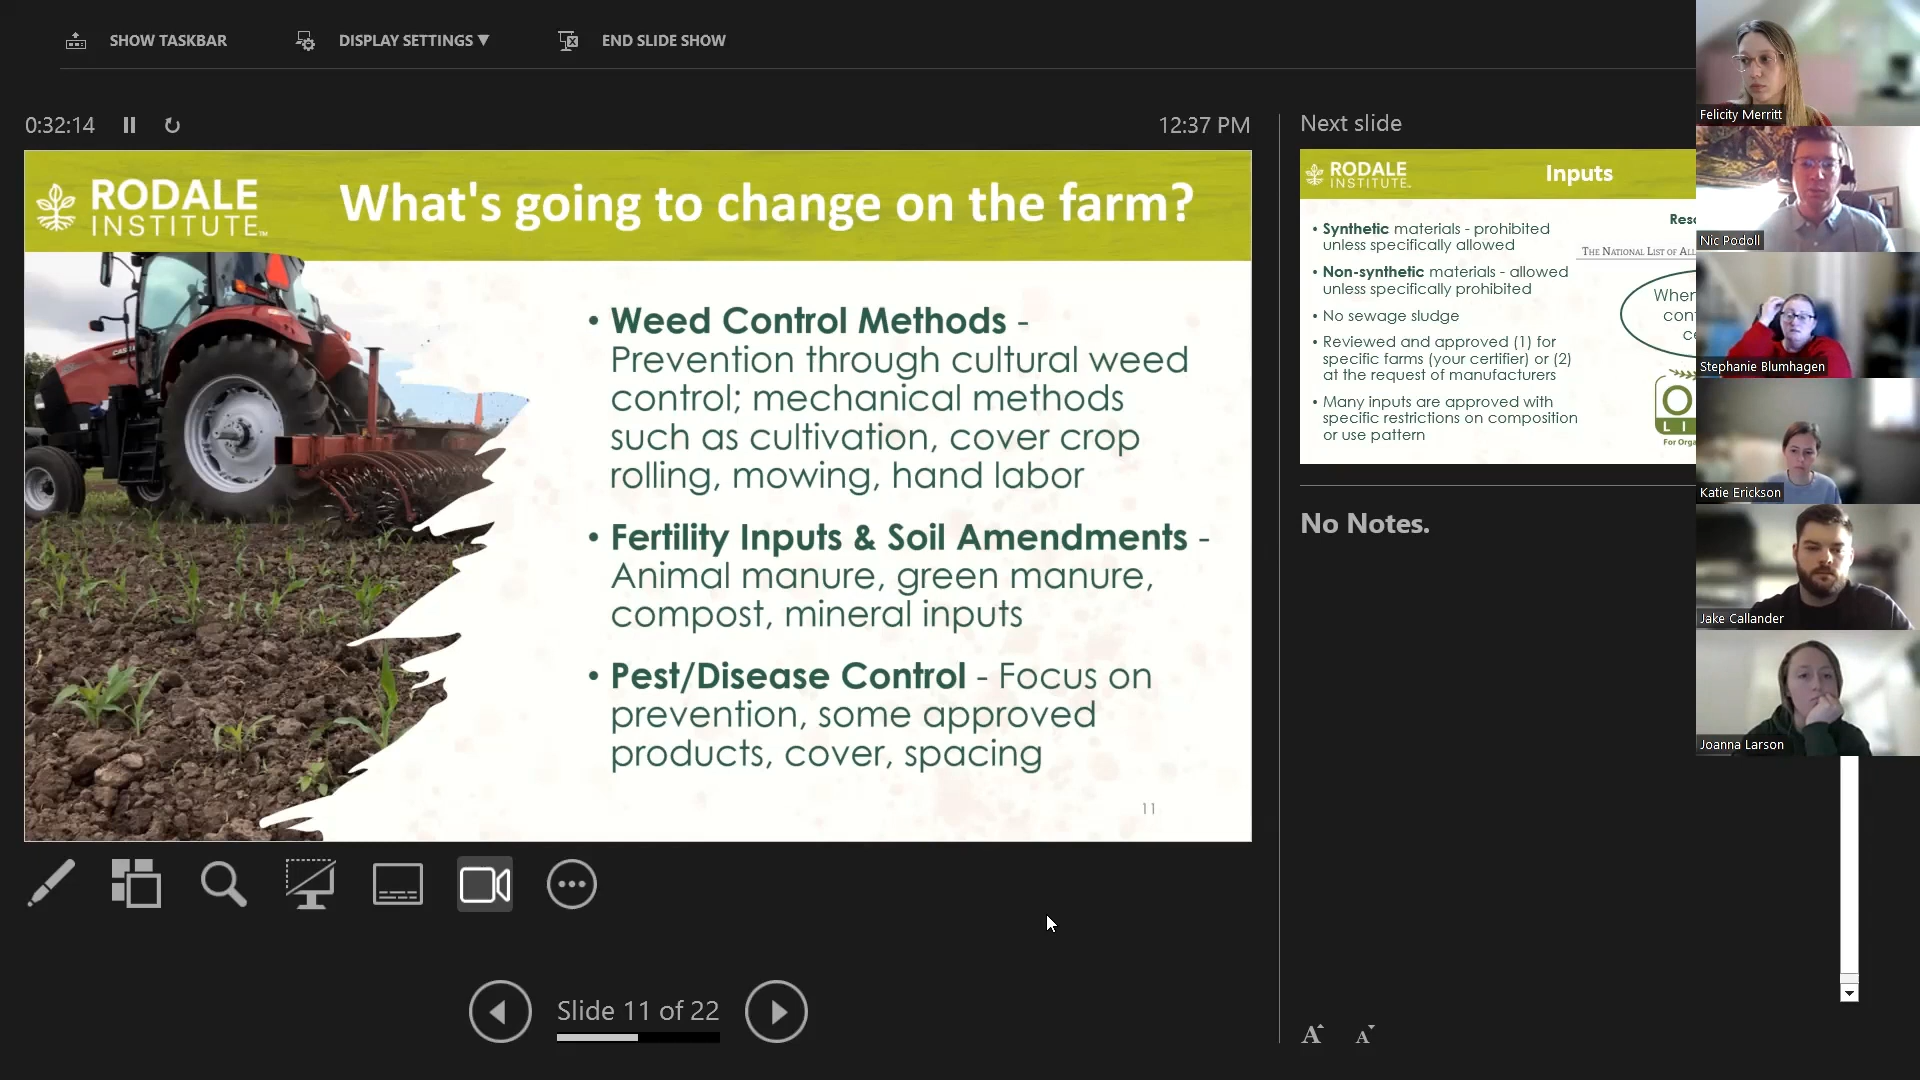 SHOW TASKBAR
DISPLAY SETTINGS ▼
END SLIDE SHOW
0:32:14
12:37 PM
RODALE
INSTITUTE™
What's going to change on the farm?
• Weed Control Methods -
Prevention through cultural weed
control; mechanical methods
such as cultivation, cover crop
rolling, mowing, hand labor
• Fertility Inputs & Soil Amendments -
Animal manure, green manure,
compost, mineral inputs
• Pest/Disease Control - Focus on
prevention, some approved
products, cover, spacing
11
Slide 11 of 22
Next slide
RODALE
INSTITUTE
Inputs
• Synthetic materials - prohibited
unless specifically allowed
• Non-synthetic materials - allowed
unless specifically prohibited
• No sewage sludge
• Reviewed and approved (1) for
specific farms (your certifier) or (2)
at the request of manufacturers
• Many inputs are approved with
specific restrictions on composition
or use pattern
THE NATIONAL LIST OF
No Notes.
A A
Felicity Merritt
Nic Podoll
Stephanie Blumhagen
Katie Erickson
Jake Callander
Joanna Larson